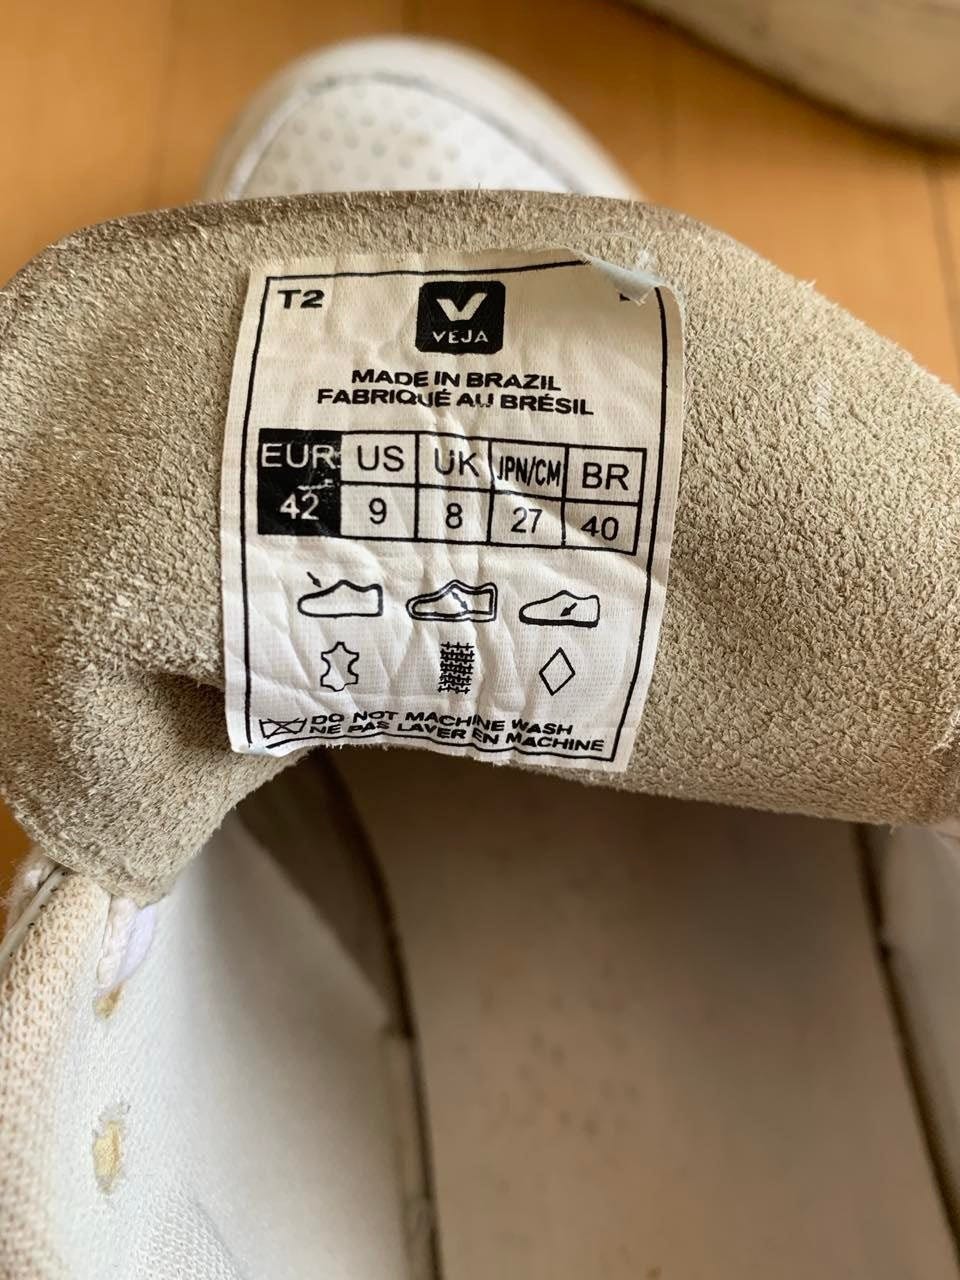 T2
VEJA
MADE IN BRAZIL
FABRIQUÉ AU BRÉSIL
EUR US UK JPN/CM BR
42 9 8 27 40
DO NOT MACHINE WASH
NE PAS LAVER EN MACHINE